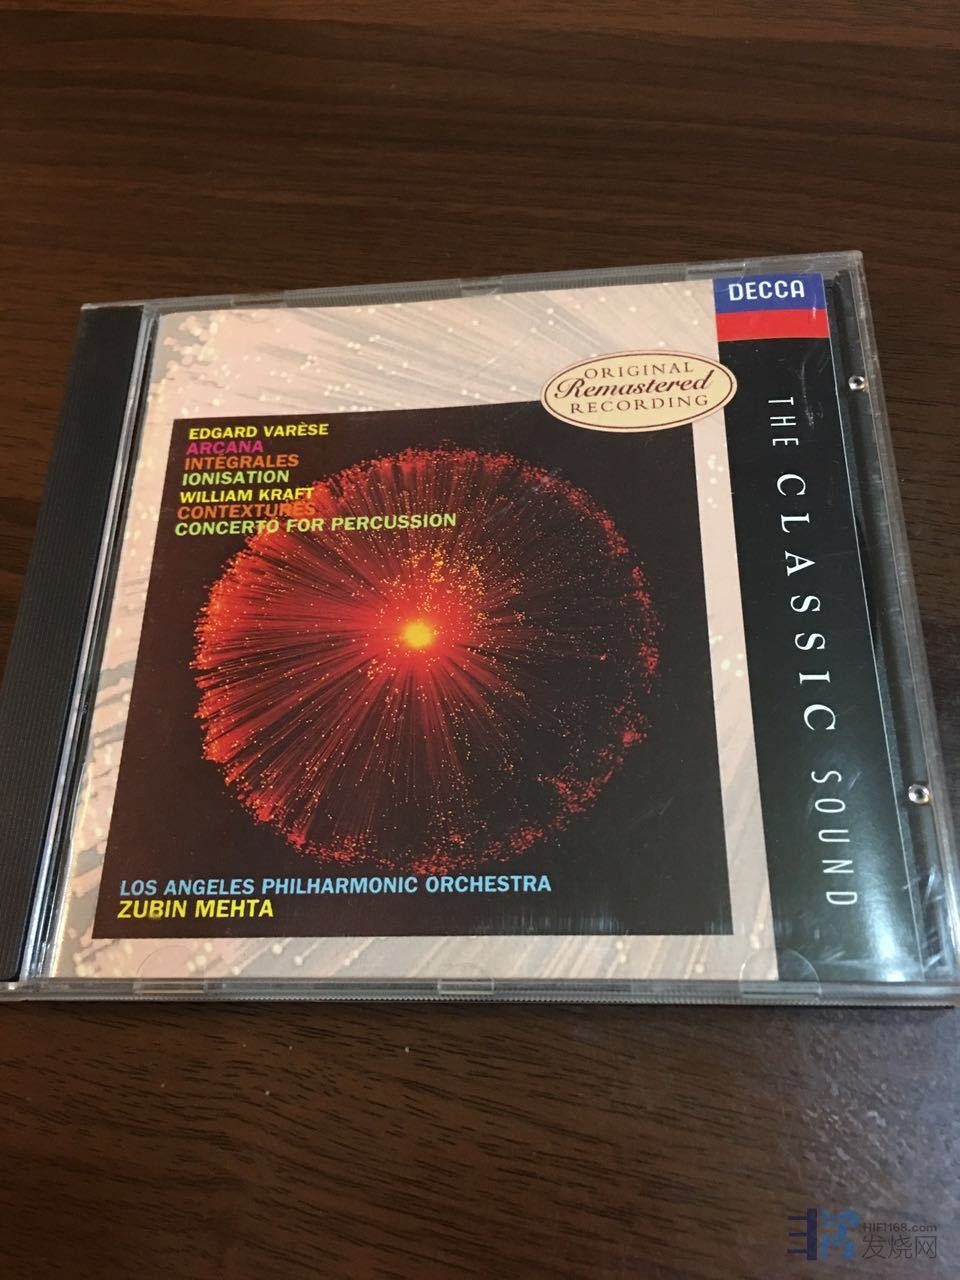 DECCA
ORIGINAL
Remastered
RECORDING
THE CLASSIC SOUND
EDGARD VARÈSE
ARCANA
INTÉGRALES
IONISATION
WILLIAM KRAFT
CONTEXTURES
CONCERTO FOR PERCUSSION
LOS ANGELES PHILHARMONIC ORCHESTRA
ZUBIN MEHTA
HIFI168.com
发烧网